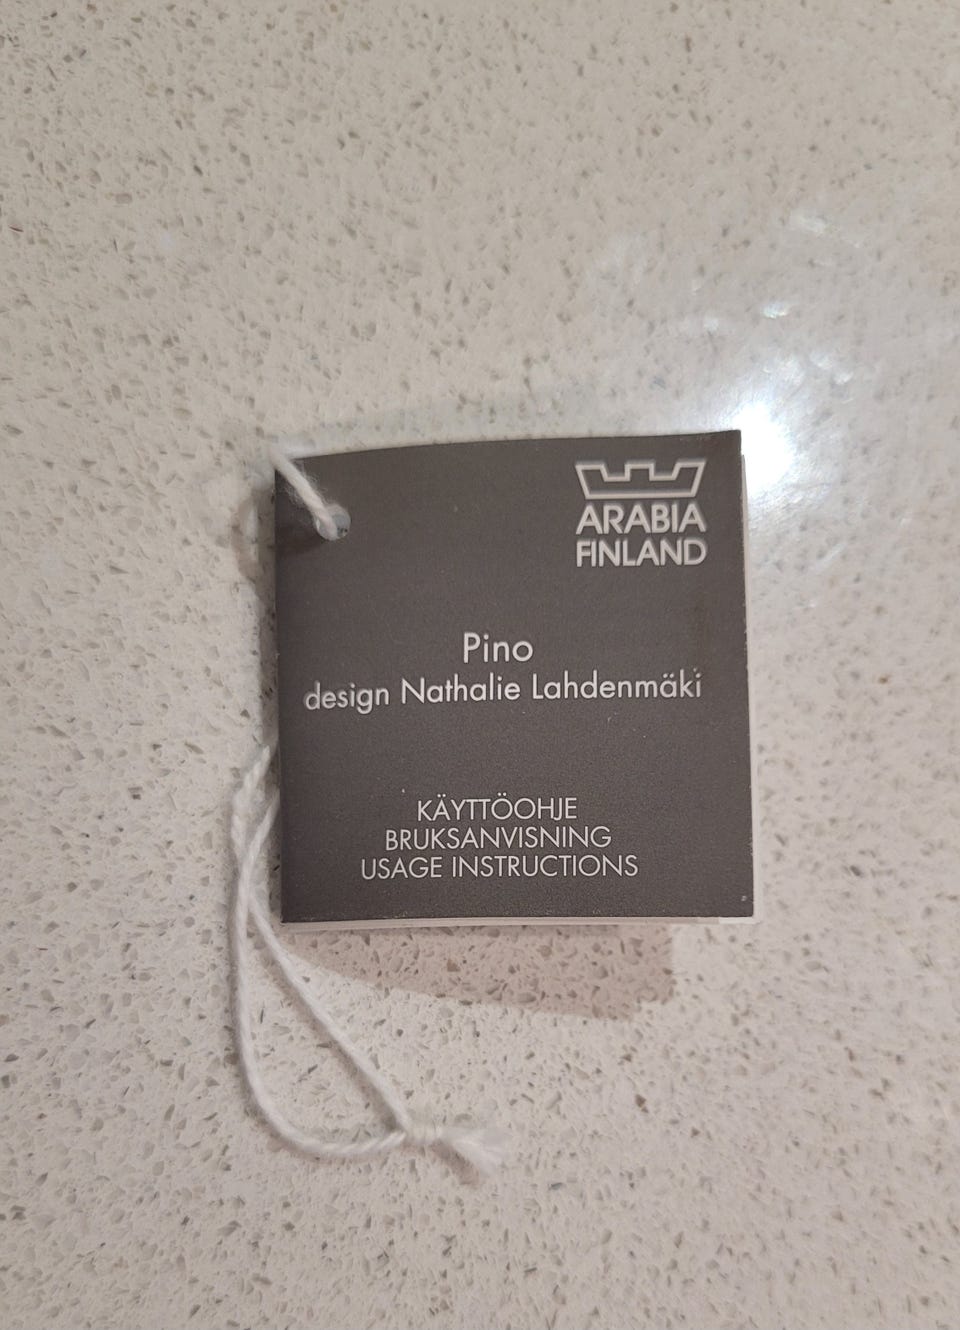 ARABIA
FINLAND
Pino
design Nathalie Lahdenmäki
KÄYTTÖOHJE
BRUKSANVISNING
USAGE INSTRUCTIONS